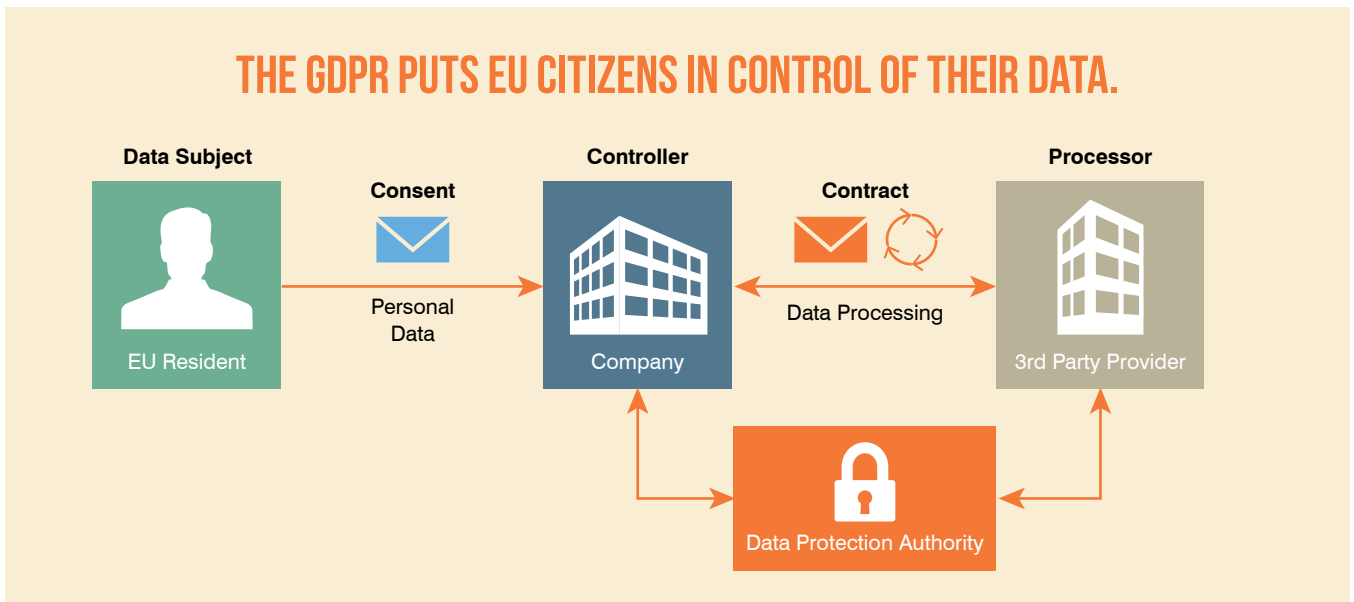 THE GDPR PUTS EU CITIZENS IN CONTROL OF THEIR DATA.
Data Subject
Controller
Processor
Consent
Contract
Personal
Data
Data Processing
EU Resident
Company
3rd Party Provider
Data Protection Authority